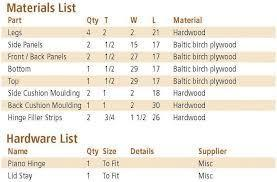 Materials List
Part Qty T W L Material
Legs 4 2 2 21 Hardwood
Side Panels 2 1/2 15 17 Baltic birch plywood
Front / Back Panels 2 1/2 17 17 Baltic birch plywood
Bottom 1 1/2 17 17 Baltic birch plywood
Top 1 1/2 17 17 Baltic birch plywood
Side Cushion Moulding 2 1 2 18 Hardwood
Back Cushion Moulding 1 1 2 30 Hardwood
Hinge Filler Strips 2 3/4 1 1/2 26 Hardwood
Hardware List
Name Qty Size Details Supplier
Piano Hinge 1 To Fit Misc
Lid Stay 1 To Fit Misc